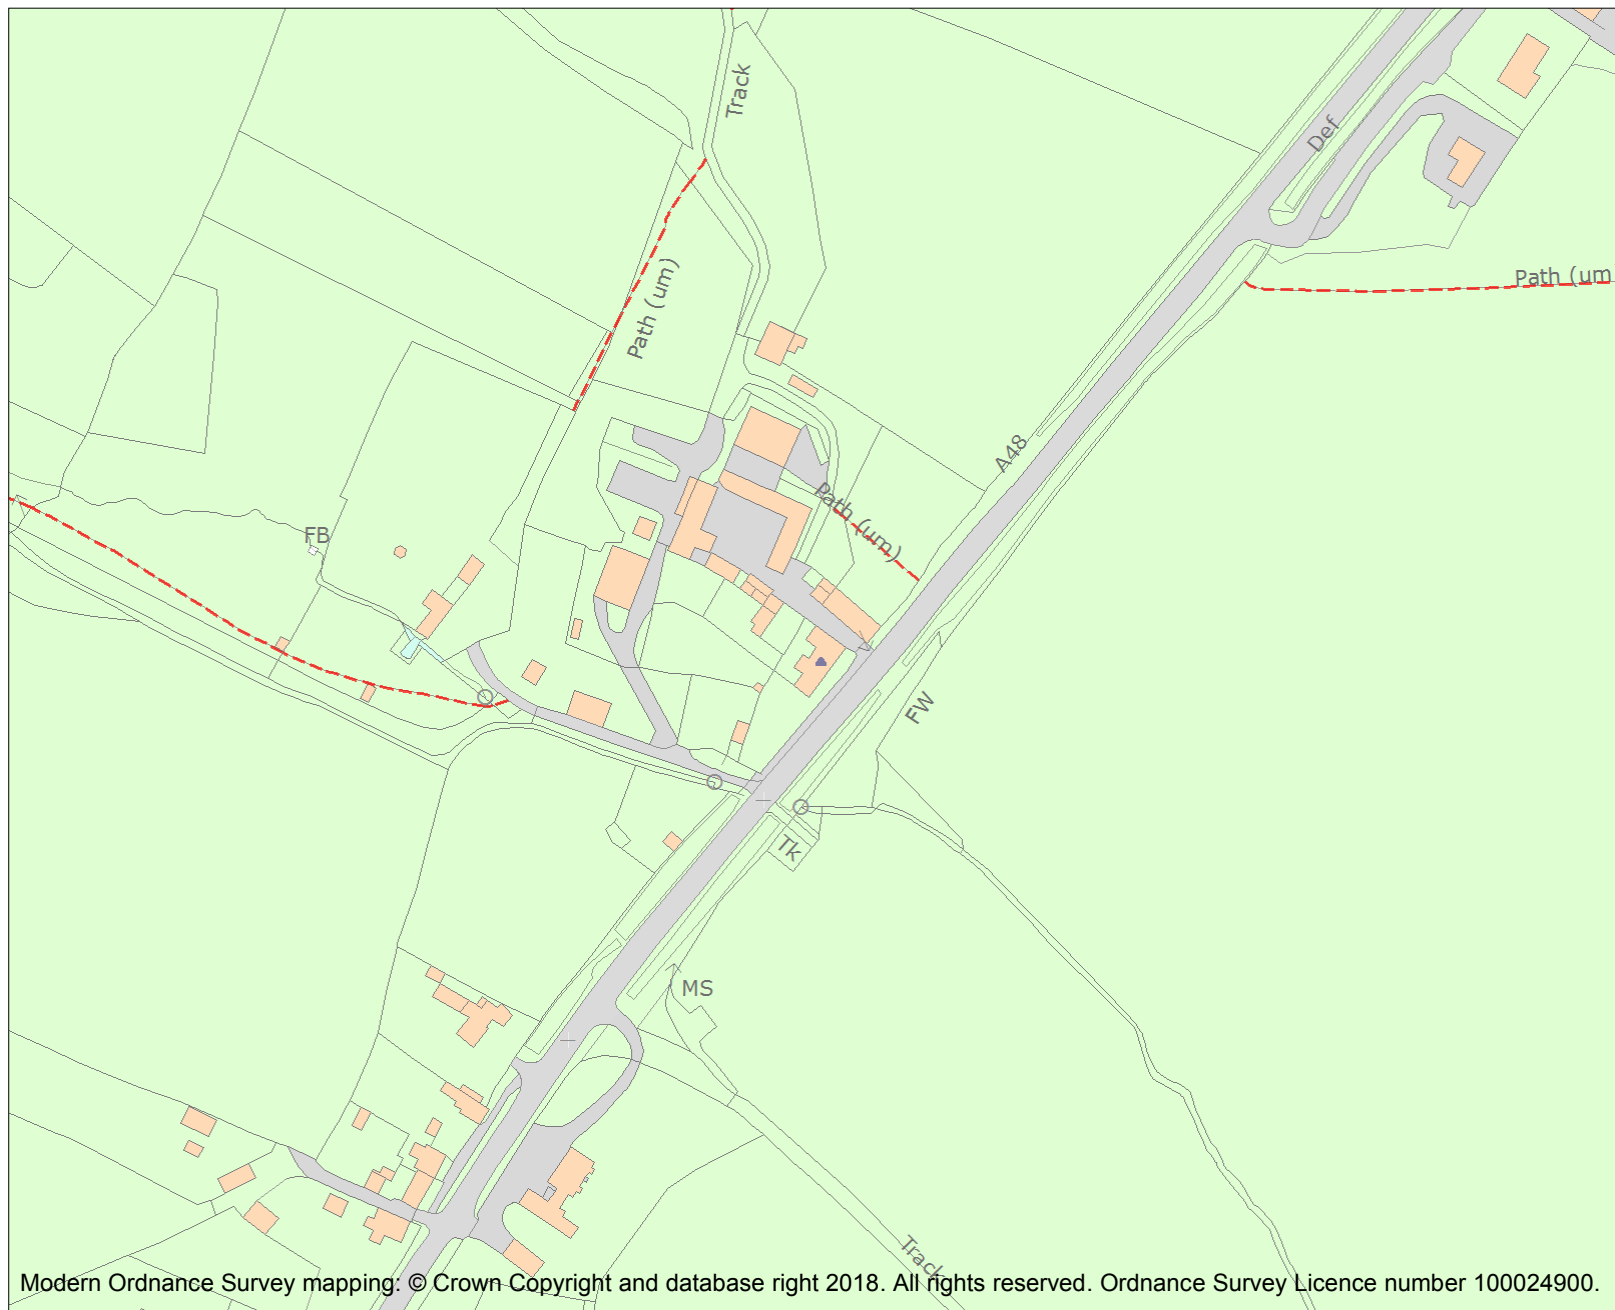 Track
Def
Path (um)
Path (um
A48
Path (um)
FB
FW
Tk
MS
Track
Modern Ordnance Survey mapping: © Crown Copyright and database right 2018. All rights reserved. Ordnance Survey Licence number 100024900.